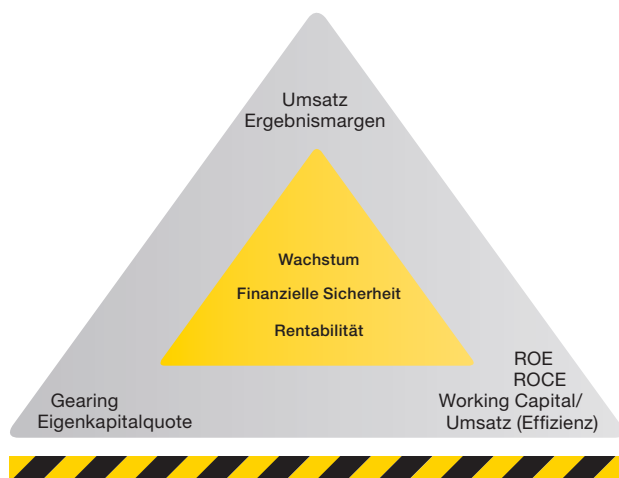 Umsatz
Ergebnismargen
Wachstum
Finanzielle Sicherheit
Rentabilität
Gearing
Eigenkapitalquote
ROE
ROCE
Working Capital/
Umsatz (Effizienz)